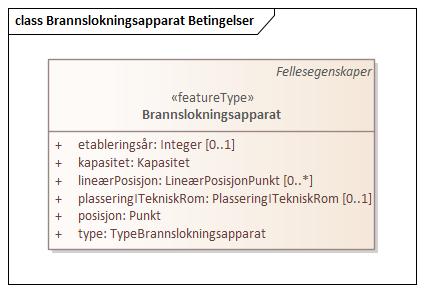 class Brannslokningsapparat Betingelser
Fellesegenskaper
«featureType»
Brannslokningsapparat
+ etableringsår: Integer [0..1]
+ kapasitet: Kapasitet
+ lineærPosisjon: LineærPosisjonPunkt [0..*]
+ plasseringITekniskRom: PlasseringITekniskRom [0..1]
+ posisjon: Punkt
+ type: TypeBrannslokningsapparat